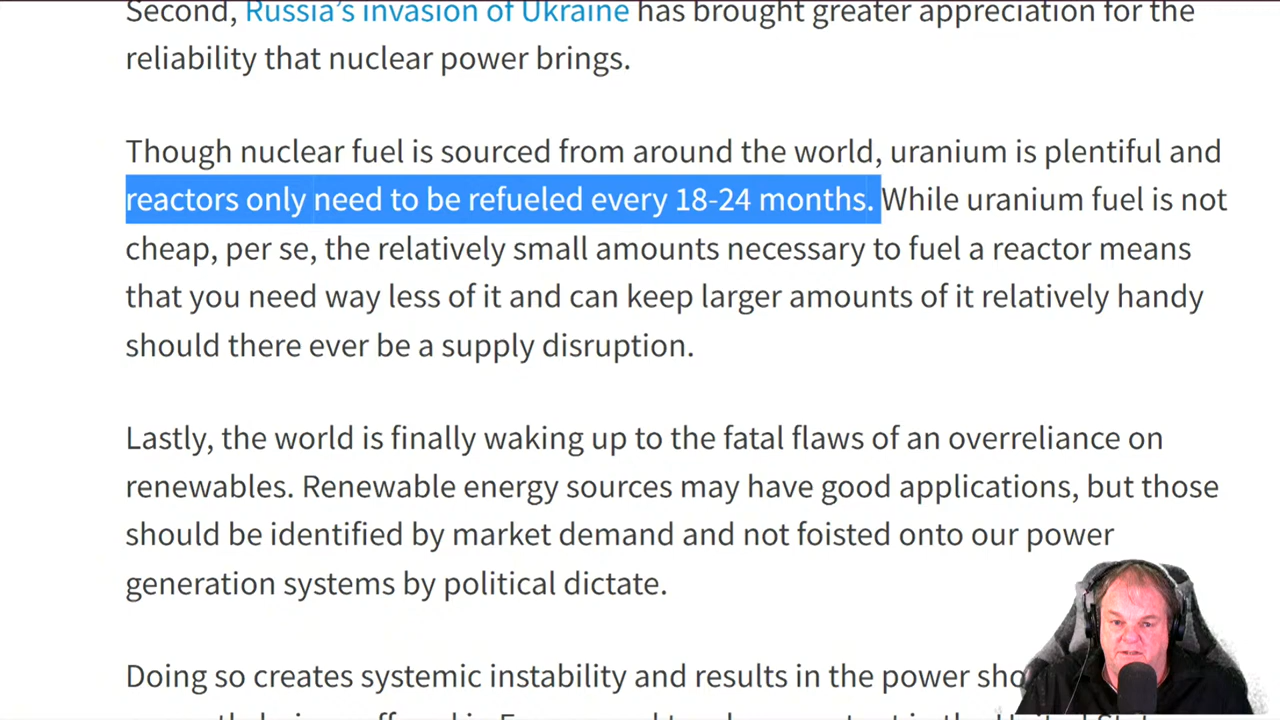 Second, Russia's invasion of Ukraine has brought greater appreciation for the
reliability that nuclear power brings.
Though nuclear fuel is sourced from around the world, uranium is plentiful and
reactors only need to be refueled every 18-24 months. While uranium fuel is not
cheap, per se, the relatively small amounts necessary to fuel a reactor means
that you need way less of it and can keep larger amounts of it relatively handy
should there ever be a supply disruption.
Lastly, the world is finally waking up to the fatal flaws of an overreliance on
renewables. Renewable energy sources may have good applications, but those
should be identified by market demand and not foisted onto our power
generation systems by political dictate.
Doing so creates systemic instability and results in the power